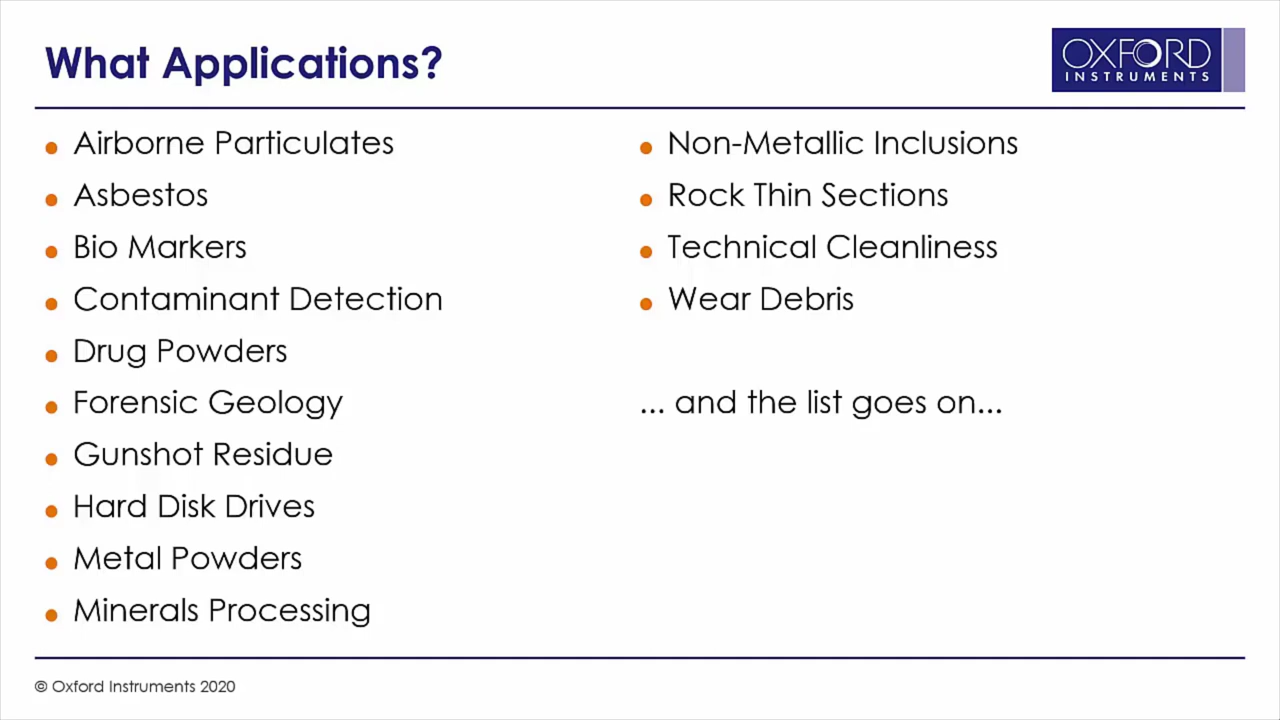 What Applications?
OXFORD
INSTRUMENTS
Airborne Particulates
Asbestos
Bio Markers
Contaminant Detection
Drug Powders
Forensic Geology
Gunshot Residue
Hard Disk Drives
Metal Powders
Minerals Processing
Non-Metallic Inclusions
Rock Thin Sections
Technical Cleanliness
Wear Debris
... and the list goes on...
© Oxford Instruments 2020